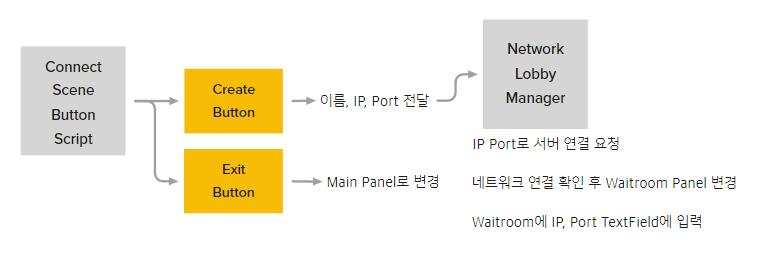 Connect
Scene
Button
Script
Create
Button
이름, IP, Port 전달
Network
Lobby
Manager
IP Port로 서버 연결 요청
네트워크 연결 확인 후 Waitroom Panel 변경
Waitroom에 IP, Port TextField에 입력
Exit
Button
Main Panel로 변경